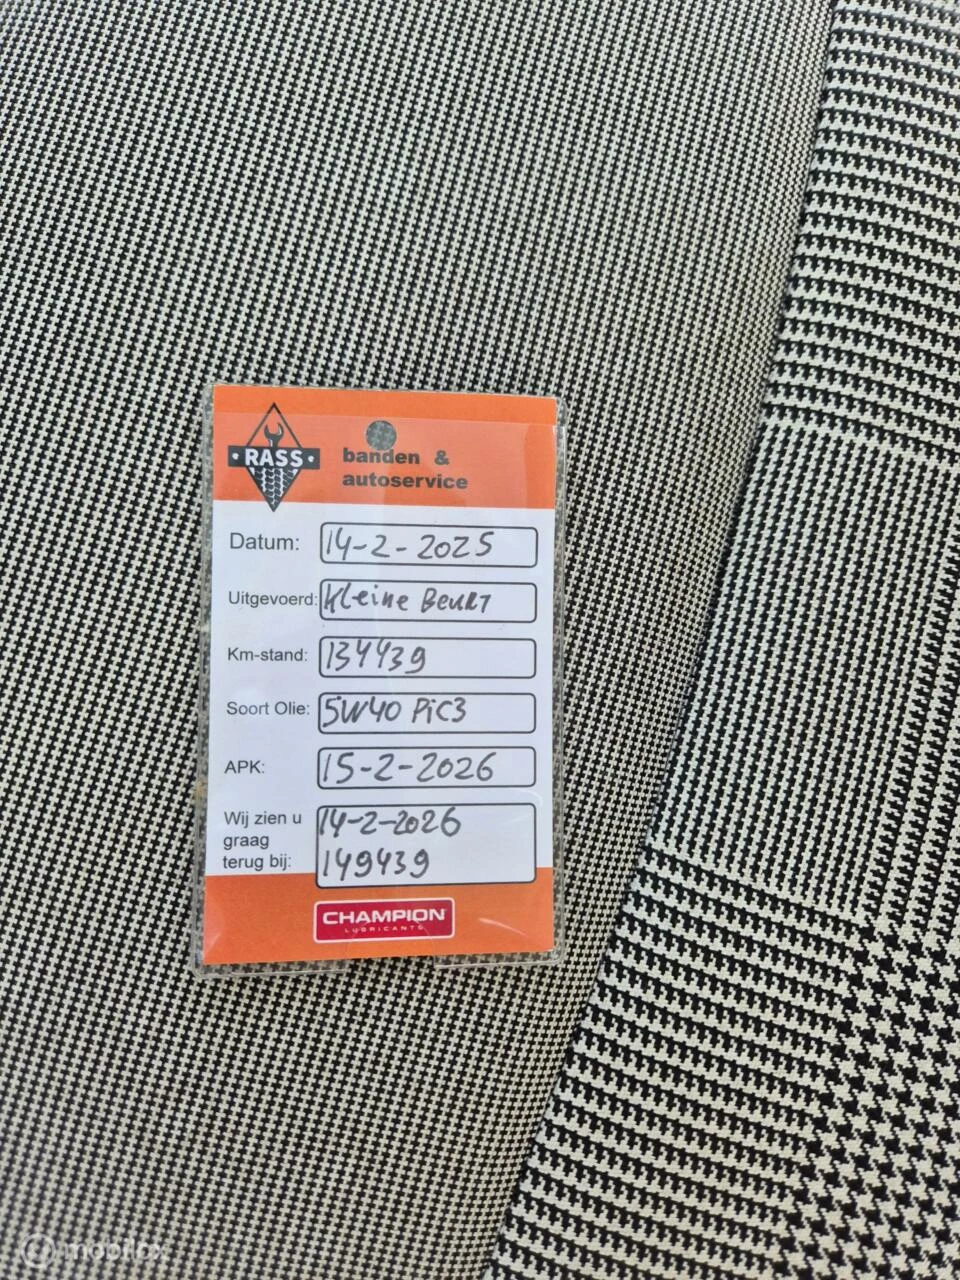 RASS
banden &
autoservice
Datum: 14-2-2025
Uitgevoerd: Kleine Beurt
Km-stand: 134439
Soort Olie: 5W40 PiC3
APK: 15-2-2026
Wij zien u
graag
terug bij:
14-2-2026
149439
CHAMPION
LUBRICANTS
mobilox